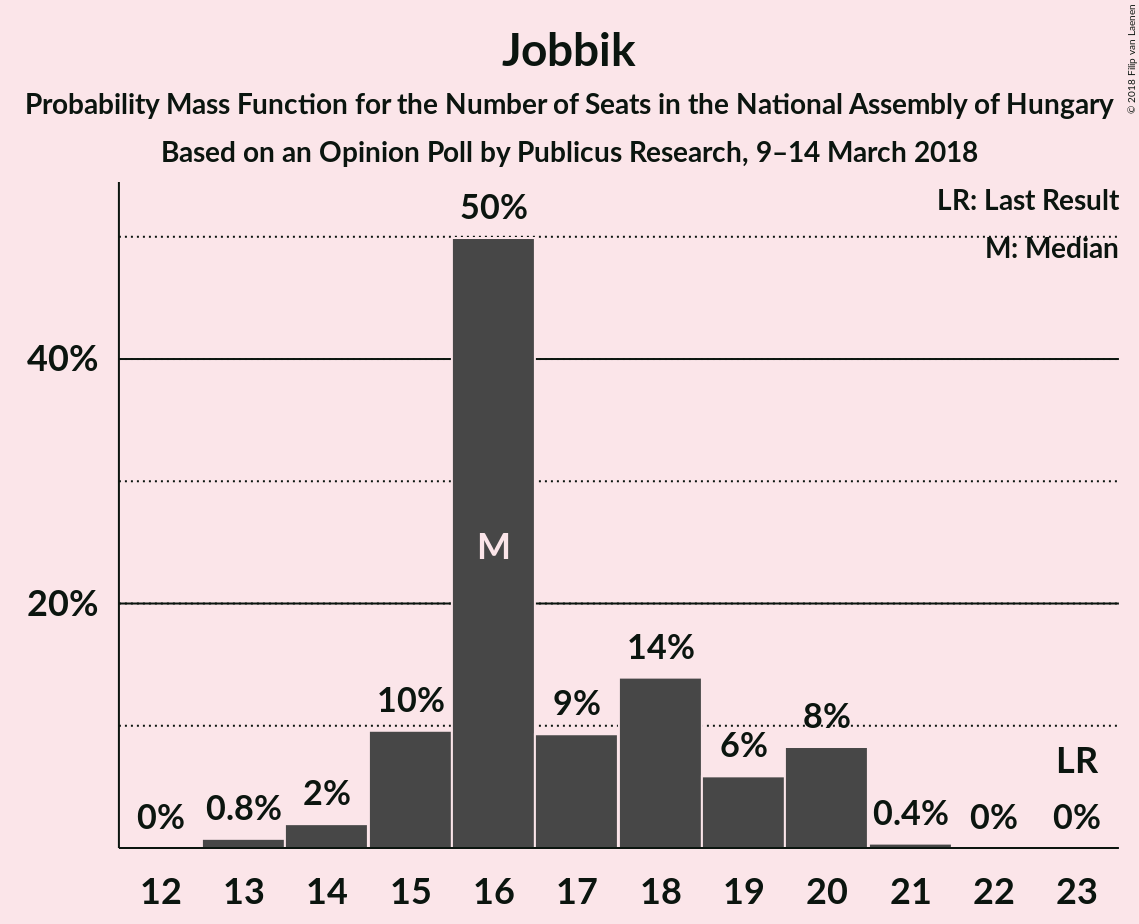 Jobbik
Probability Mass Function for the Number of Seats in the National Assembly of Hungary
Based on an Opinion Poll by Publicus Research, 9–14 March 2018
© 2018 Filip van Laenen
LR: Last Result
M: Median
40%
20%
0%
0.8%
2%
10%
50%
M
9%
14%
6%
8%
0.4%
0%
LR
0%
12 13 14 15 16 17 18 19 20 21 22 23